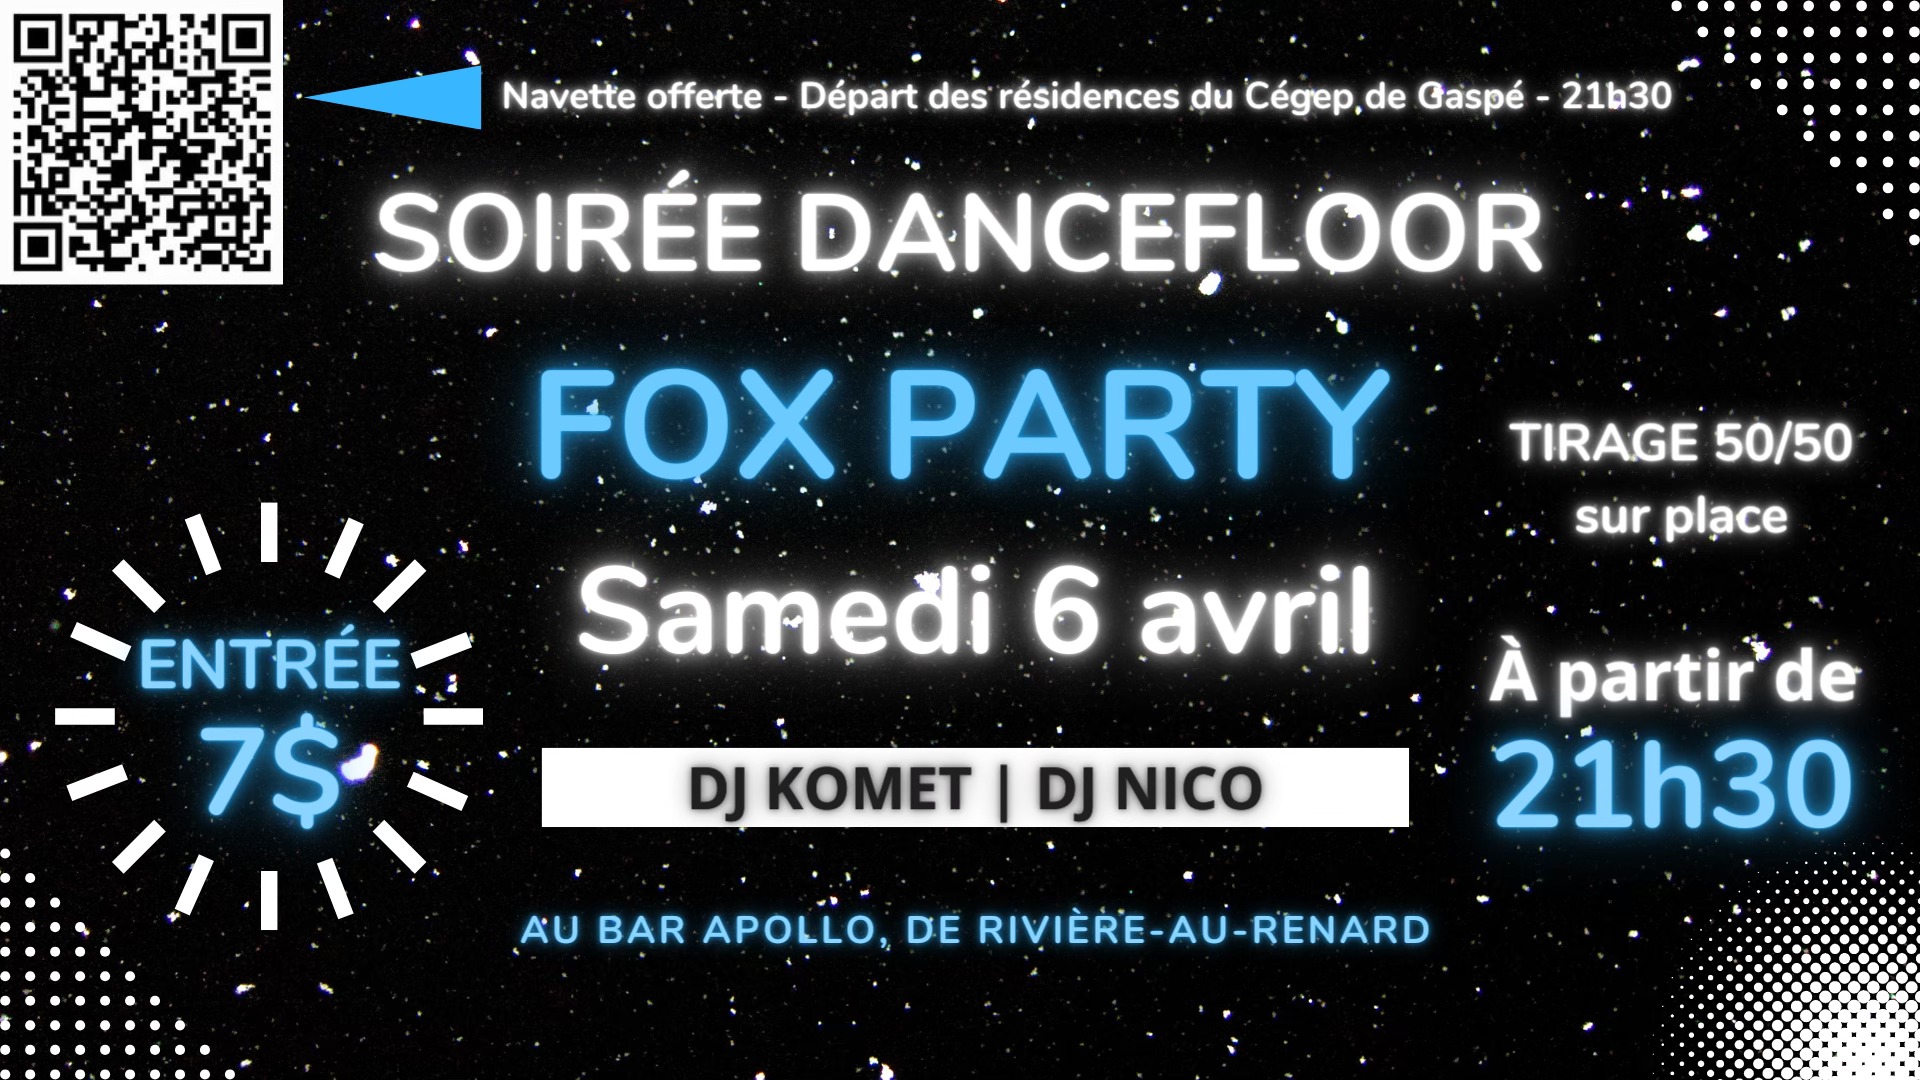 Navette offerte - Départ des résidences du Cégep de Gaspé - 21h30
SOIRÉE DANCEFLOOR
FOX PARTY
TIRAGE 50/50
sur place
Samedi 6 avril
ENTRÉE
7$
À partir de
21h30
DJ KOMET | DJ NICO
AU BAR APOLLO, DE RIVIÈRE-AU-RENARD